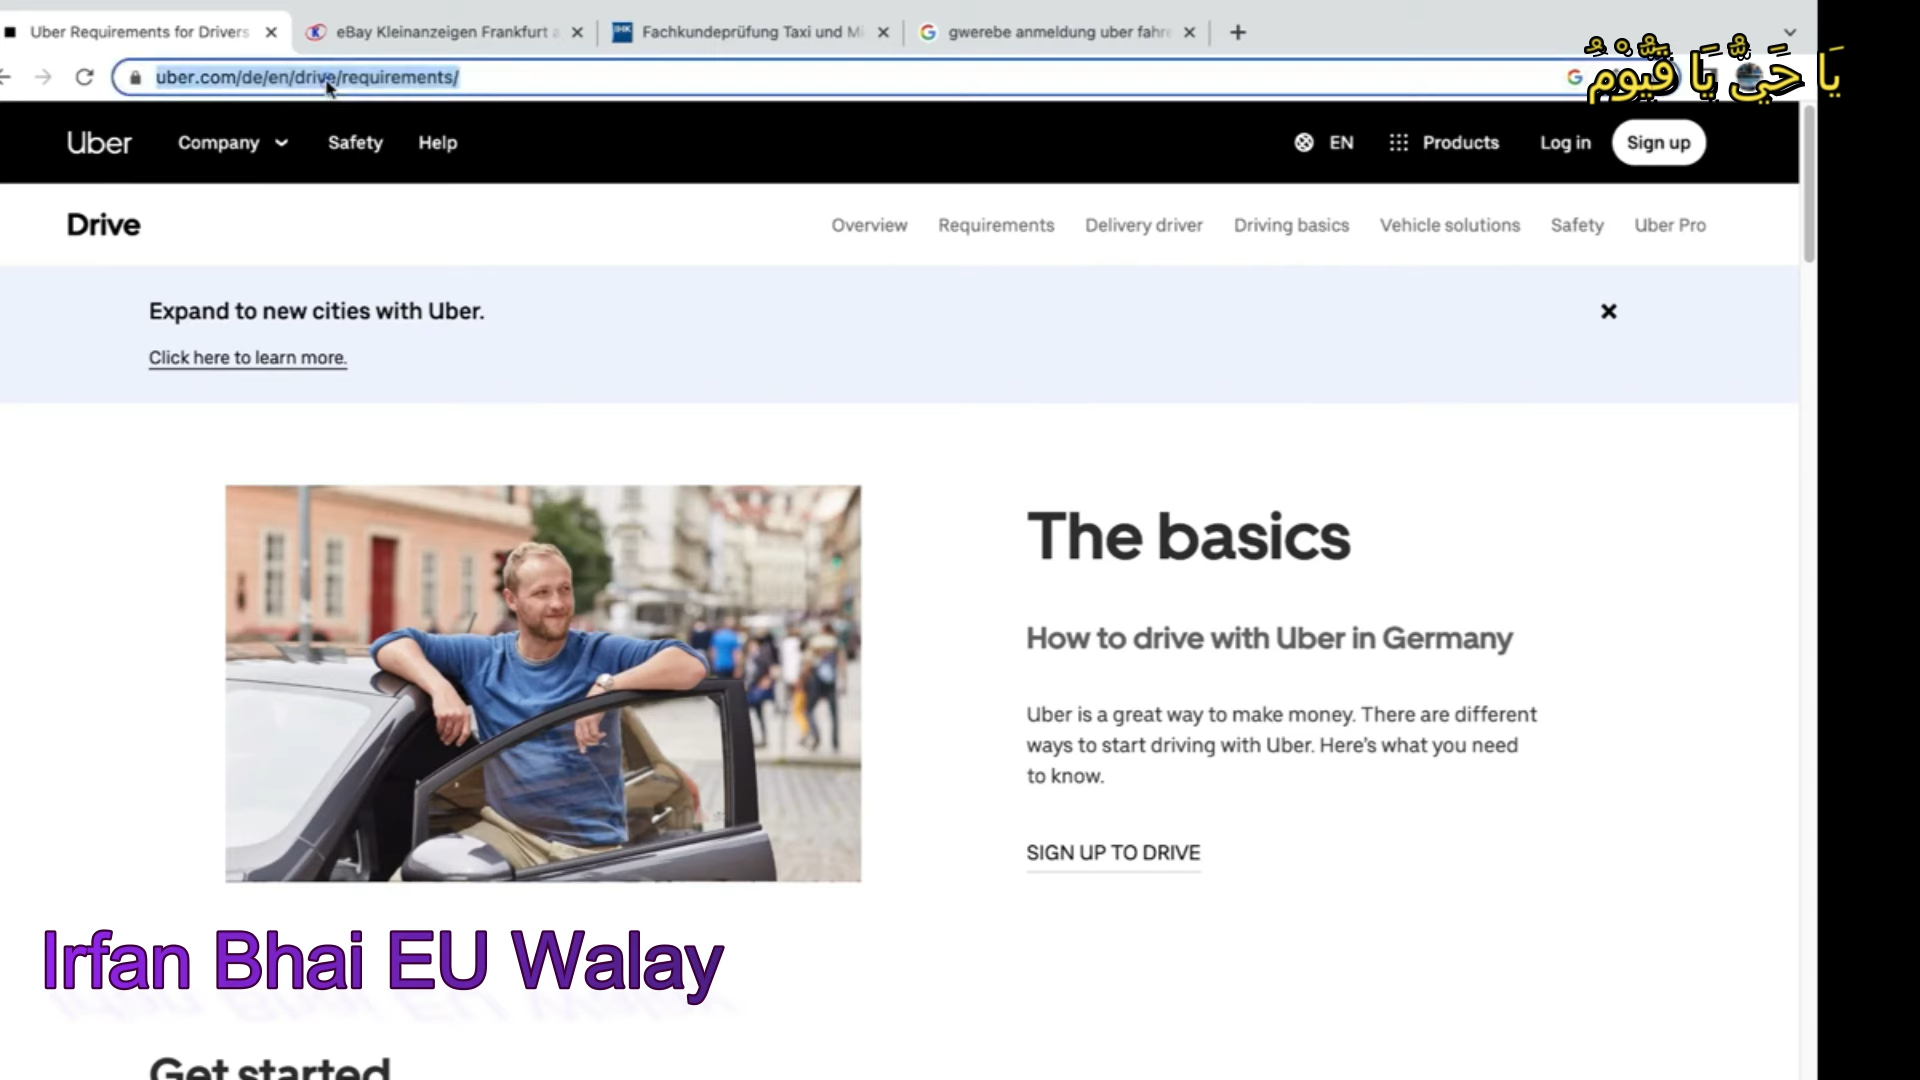 Uber Requirements for Drivers
eBay Kleinanzeigen Frankfurt
Fachkundeprüfung Taxi und Mi
gwerebe anmeldung uber fahre
uber.com/de/en/drive/requirements/
يَا حَيُّ يَا قَيُّوْمُ
Uber
Company
Safety
Help
EN
Products
Log in
Sign up
Drive
Overview
Requirements
Delivery driver
Driving basics
Vehicle solutions
Safety
Uber Pro
Expand to new cities with Uber.
Click here to learn more.
The basics
How to drive with Uber in Germany
Uber is a great way to make money. There are different
ways to start driving with Uber. Here's what you need
to know.
SIGN UP TO DRIVE
Irfan Bhai EU Walay
Get started